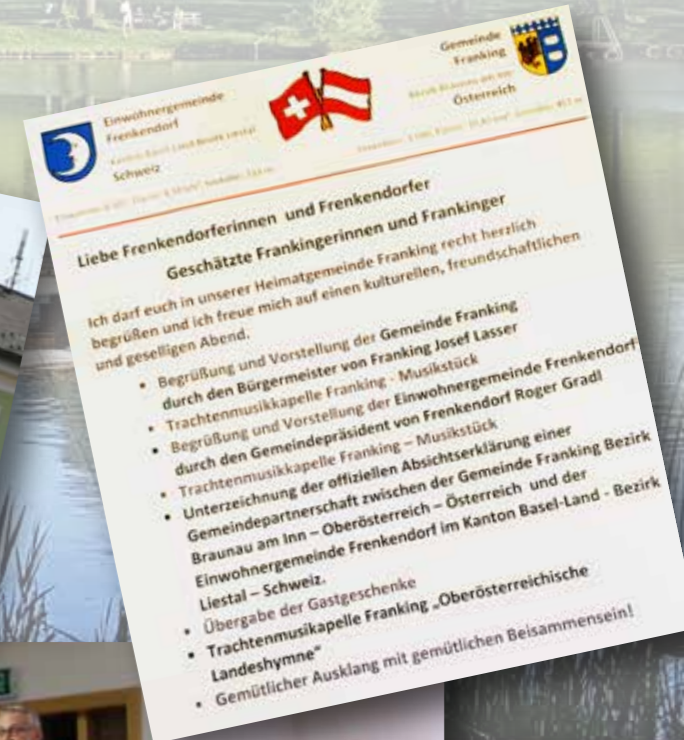 Einwohnergemeinde
Frenkendorf
Schweiz
Gemeinde
Franking
Österreich
Liebe Frenkendorferinnen und Frenkendorfer
Geschätzte Frankingerinnen und Frankinger
Ich darf euch in unserer Heimatgemeinde Franking recht herzlich
begrüßen und ich freue mich auf einen kulturellen, freundschaftlichen
und geselligen Abend.
• Begrüßung und Vorstellung der Gemeinde Franking
durch den Bürgermeister von Franking Josef Lasser
• Trachtenmusikkapelle Franking - Musikstück
• Begrüßung und Vorstellung der Einwohnergemeinde Frenkendorf
durch den Gemeindepräsident von Frenkendorf Roger Gradl
• Trachtenmusikkapelle Franking – Musikstück
• Unterzeichnung der offiziellen Absichtserklärung einer
Gemeindepartnerschaft zwischen der Gemeinde Franking Bezirk
Braunau am Inn – Oberösterreich – Österreich und der
Einwohnergemeinde Frenkendorf im Kanton Basel-Land - Bezirk
Liestal – Schweiz.
• Übergabe der Gastgeschenke
• Trachtenmusikapelle Franking „Oberösterreichische
Landeshymne“
• Gemütlicher Ausklang mit gemütlichen Beisammensein!